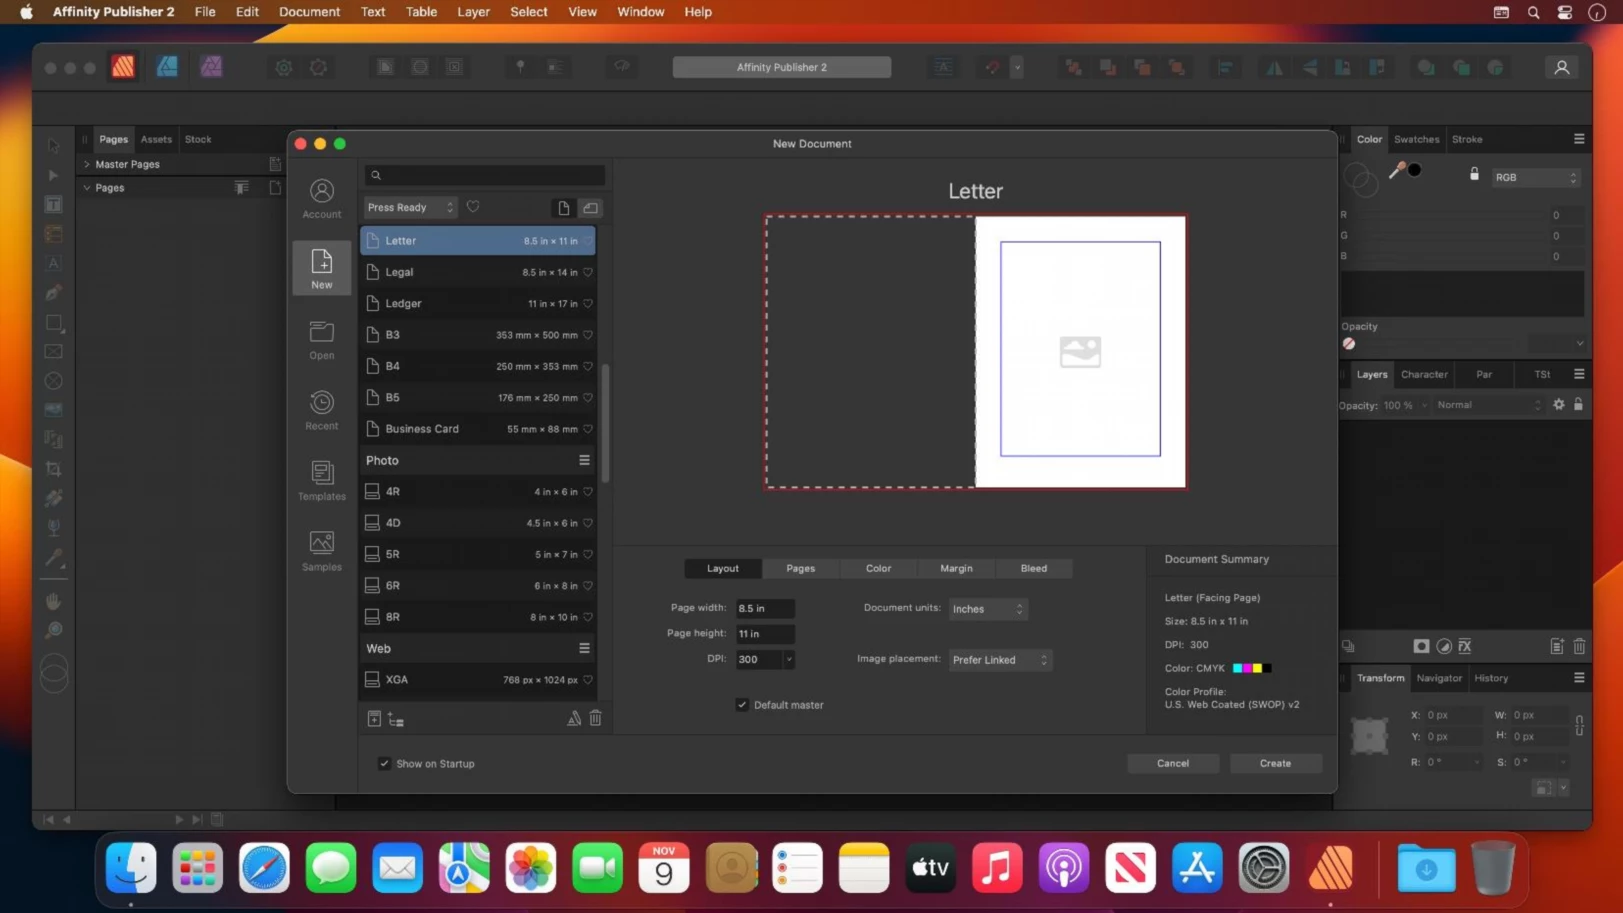 Affinity Publisher 2 File Edit Document Text Table Layer Select View Window Help
Affinity Publisher 2
Pages Assets Stock
Master Pages
Pages
New Document
Account
New
Open
Recent
Templates
Samples
Press Ready
Letter 8.5 in × 11 in
Legal 8.5 in × 14 in
Ledger 11 in × 17 in
B3 353 mm × 500 mm
B4 250 mm × 353 mm
B5 176 mm × 250 mm
Business Card 55 mm × 88 mm
Photo
4R 4 in × 6 in
4D 4.5 in × 6 in
5R 5 in × 7 in
6R 6 in × 8 in
8R 8 in × 10 in
Web
XGA 768 px × 1024 px
Show on Startup
Letter
Layout Pages Color Margin Bleed
Page width: 8.5 in
Page height: 11 in
DPI: 300
Document units: Inches
Image placement: Prefer Linked
Default master
Document Summary
Letter (Facing Page)
Size: 8.5 in x 11 in
DPI: 300
Color: CMYK
Color Profile:
U.S. Web Coated (SWOP) v2
Cancel Create
Color Swatches Stroke
RGB
R 0
G 0
B 0
Opacity
Layers Character Par TSt
Opacity: 100 % Normal
FX
Transform Navigator History
X: 0 px W: 0 px
Y: 0 px H: 0 px
R: 0 ° S: 0 °
NOV
9
tv